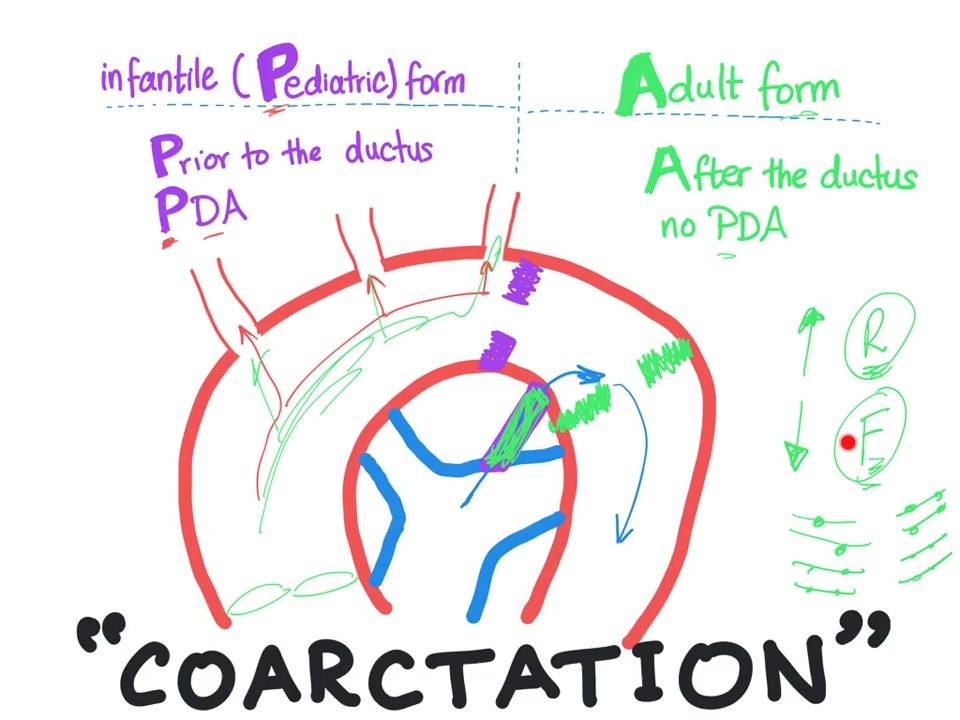 infantile (Pediatric) form
Adult form
Prior to the ductus
PDA
After the ductus
no PDA
R
F
"COARCTATION"